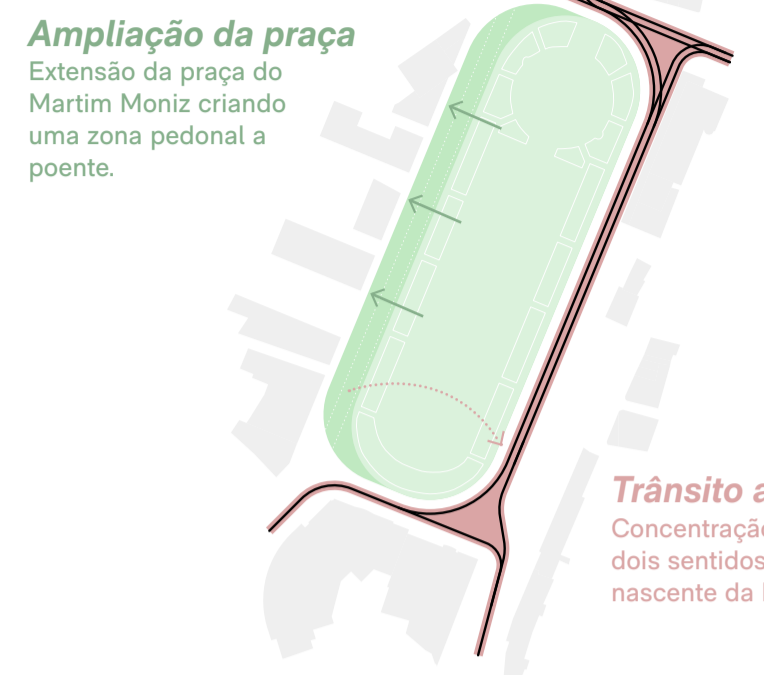 Ampliação da praça
Extensão da praça do
Martim Moniz criando
uma zona pedonal a
poente.
Trânsito a
Concentração
dois sentidos
nascente da